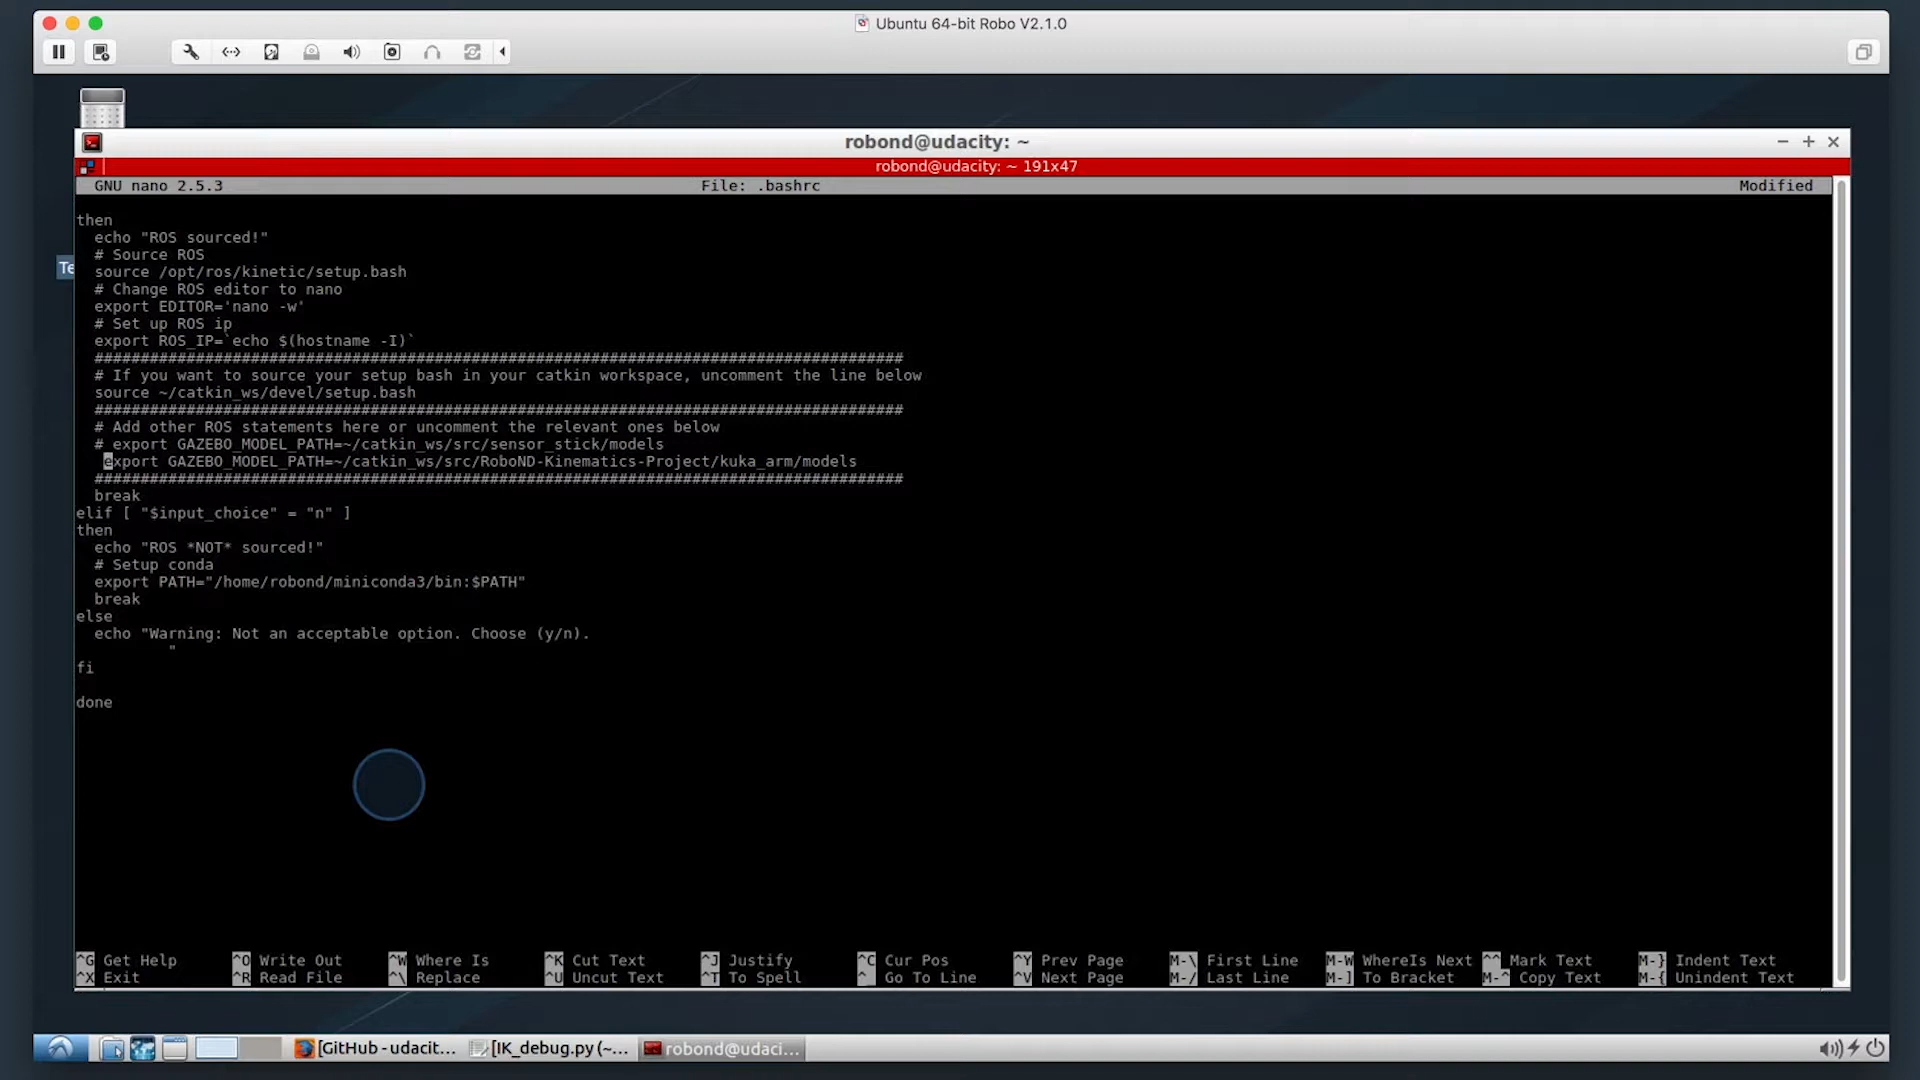 Ubuntu 64-bit Robo V2.1.0
robond@udacity: ~
robond@udacity: ~ 191x47
GNU nano 2.5.3 File: .bashrc Modified
Te
then
echo "ROS sourced!"
# Source ROS
source /opt/ros/kinetic/setup.bash
# Change ROS editor to nano
export EDITOR='nano -w'
# Set up ROS ip
export ROS_IP=`echo $(hostname -I)`
########################################################################################
# If you want to source your setup bash in your catkin workspace, uncomment the line below
source ~/catkin_ws/devel/setup.bash
########################################################################################
# Add other ROS statements here or uncomment the relevant ones below
# export GAZEBO_MODEL_PATH=~/catkin_ws/src/sensor_stick/models
export GAZEBO_MODEL_PATH=~/catkin_ws/src/RoboND-Kinematics-Project/kuka_arm/models
########################################################################################
break
elif [ "$input_choice" = "n" ]
then
echo "ROS *NOT* sourced!"
# Setup conda
export PATH="/home/robond/miniconda3/bin:$PATH"
break
else
echo "Warning: Not an acceptable option. Choose (y/n).
"
fi
done
^G Get Help ^O Write Out ^W Where Is ^K Cut Text ^J Justify ^C Cur Pos ^Y Prev Page M-\ First Line M-W WhereIs Next ^^ Mark Text M-} Indent Text
^X Exit ^R Read File ^\ Replace ^U Uncut Text ^T To Spell ^_ Go To Line ^V Next Page M-/ Last Line M-] To Bracket M-^ Copy Text M-{ Unindent Text
[GitHub - udacit... [IK_debug.py (~... robond@udaci...